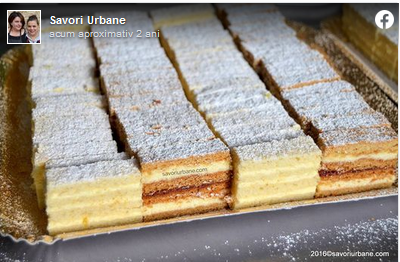 Savori Urbane
acum aproximativ 2 ani
savoriurbane.com
2016©savoriurbane.com